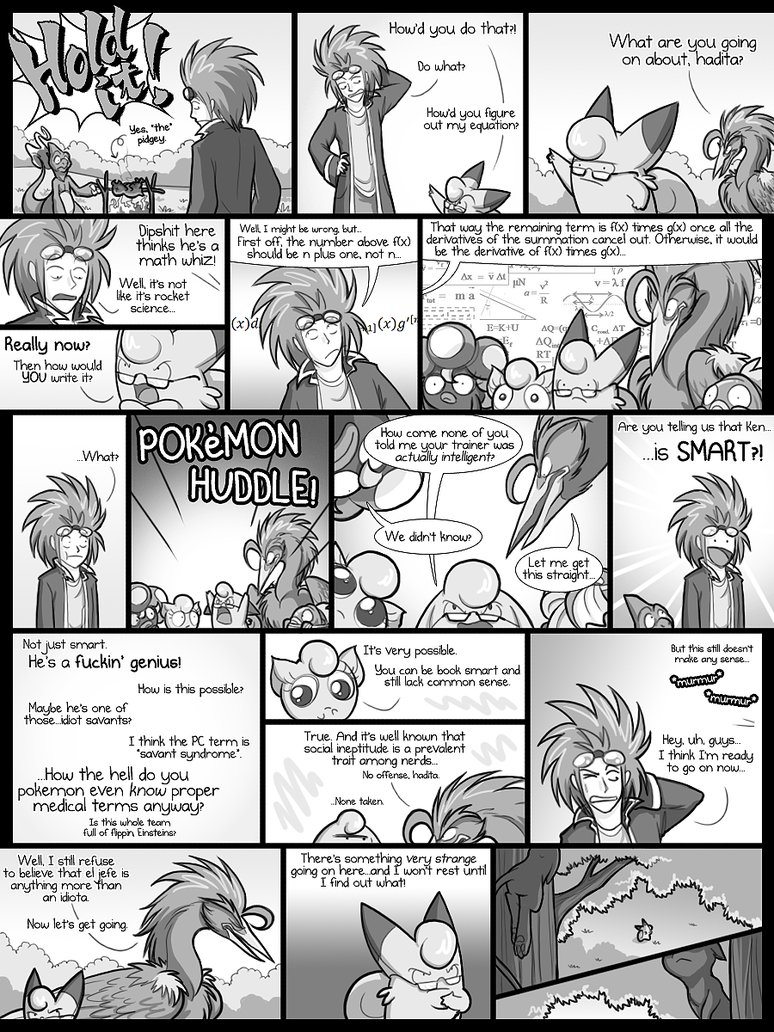 Hold
it!
Yes, "the"
pidgey.
How'd you do that?!
Do what?
How'd you figure
out my equation?
What are you going
on about, hadita?
Dipshit here
thinks he's a
math whiz!
Well, it's not
like it's rocket
science...
Really now?
Then how would
YOU write it?
Well, I might be wrong, but...
First off, the number above f(x)
should be n plus one, not n...
That way the remaining term is f(x) times g(x) once all the
derivatives of the summation cancel out. Otherwise, it would
be the derivative of f(x) times g(x)...
...What?
POKéMON
HUDDLE!
How come none of you
told me your trainer was
actually intelligent?
We didn't know?
Let me get
this straight...
Are you telling us that Ken...
...is SMART?!
Not just smart.
He's a fuckin' genius!
How is this possible?
Maybe he's one of
those...idiot savants?
I think the PC term is
"savant syndrome".
...How the hell do you
pokemon even know proper
medical terms anyway?
Is this whole team
full of flippin' Einsteins?
It's very possible.
You can be book smart and
still lack common sense.
True. And it's well known that
social ineptitude is a prevalent
trait among nerds...
No offense, hadita.
...None taken.
But this still doesn't
make any sense...
*murmur*
*murmur*
Hey, uh, guys...
I think I'm ready
to go on now...
Well, I still refuse
to believe that el jefe is
anything more than
an idiota.
Now let's get going.
There's something very strange
going on here...and I won't rest until
I find out what!